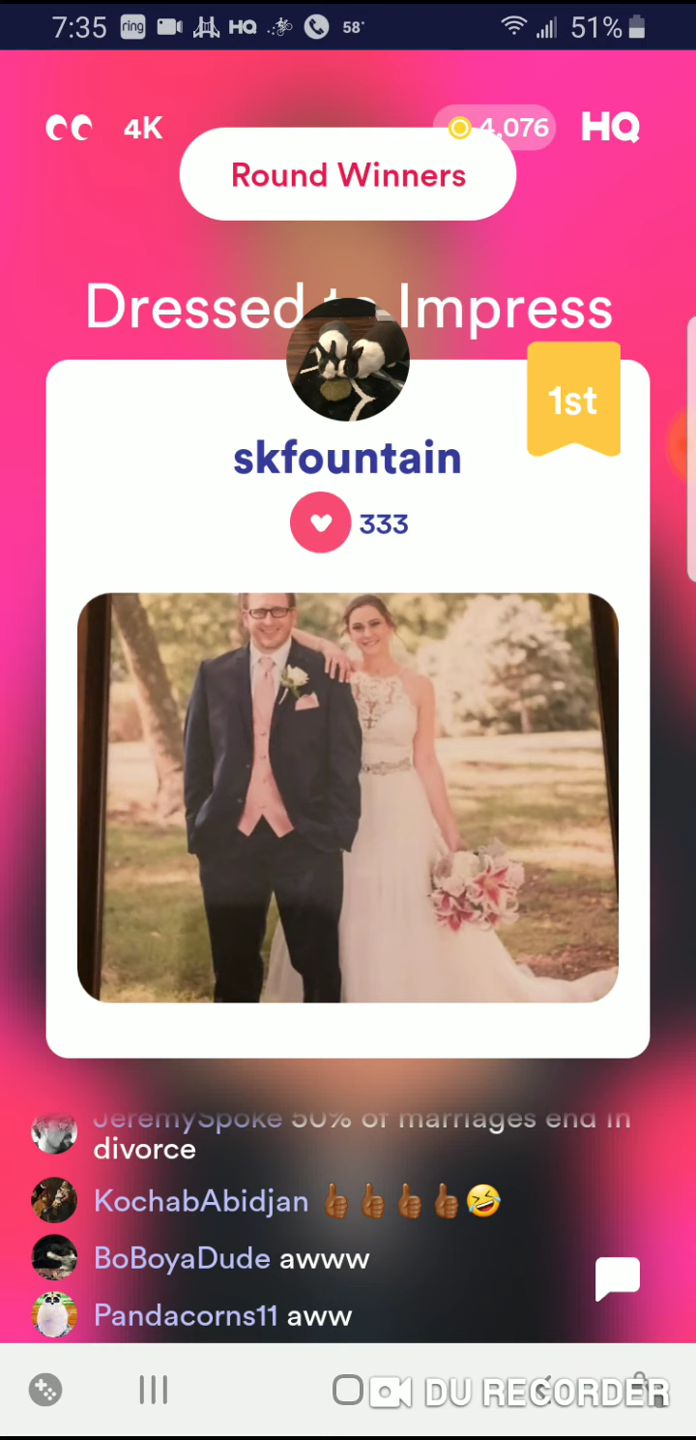 7:35 ring HQ 58° 51%
4K 4,076 HQ
Round Winners
Dressed to Impress
1st
skfountain
333
JeremySpoke 50% of marriages end in
divorce
KochabAbidjan 👍🏾👍🏾👍🏾👍🏾🤣
BoBoyaDude awww
Pandacorns11 aww
DU RECORDER